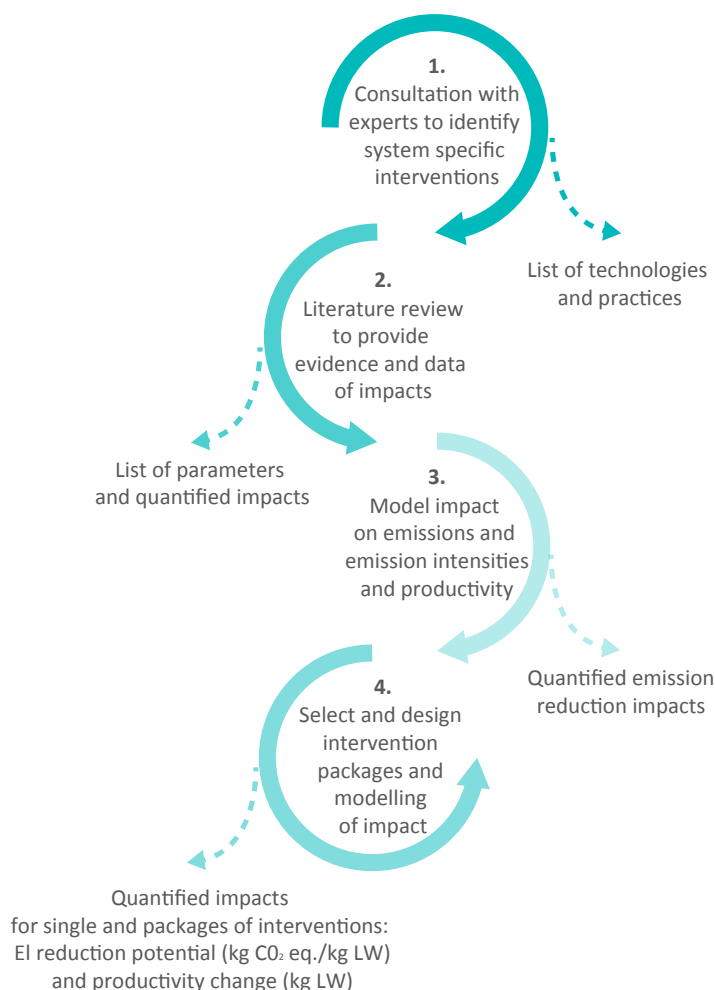 1.
Consultation with
experts to identify
system specific
interventions
List of technologies
and practices
2.
Literature review
to provide
evidence and data
of impacts
List of parameters
and quantified impacts
3.
Model impact
on emissions and
emission intensities
and productivity
Quantified emission
reduction impacts
4.
Select and design
intervention
packages and
modelling
of impact
Quantified impacts
for single and packages of interventions:
EI reduction potential (kg C0₂ eq./kg LW)
and productivity change (kg LW)